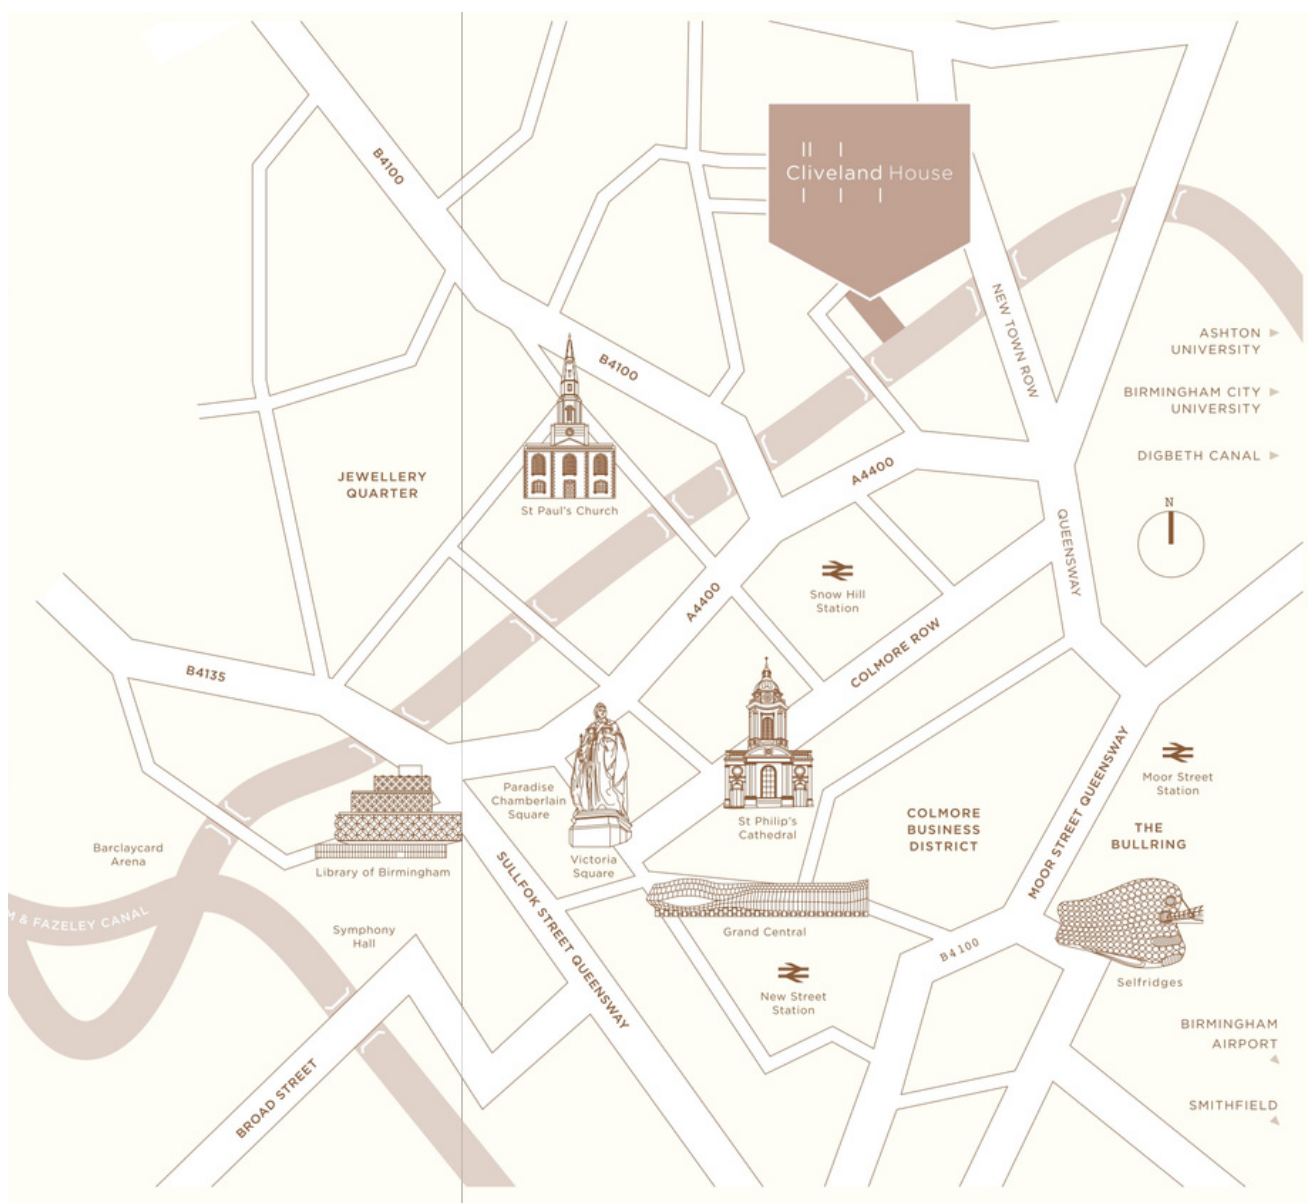 B4100
Cliveland House
NEW TOWN ROW
ASHTON
UNIVERSITY
BIRMINGHAM CITY
UNIVERSITY
DIGBETH CANAL
N
B4100
A4400
JEWELLERY
QUARTER
St Paul's Church
QUEENSWAY
Snow Hill
Station
A4400
COLMORE ROW
B4135
Paradise
Chamberlain
Square
Victoria
Square
St Philip's
Cathedral
COLMORE
BUSINESS
DISTRICT
MOOR STREET QUEENSWAY
Moor Street
Station
THE
BULLRING
Barclaycard
Arena
Library of Birmingham
SULLFOK STREET QUEENSWAY
M & FAZELEY CANAL
Symphony
Hall
Grand Central
B4100
New Street
Station
Selfridges
BIRMINGHAM
AIRPORT
BROAD STREET
SMITHFIELD